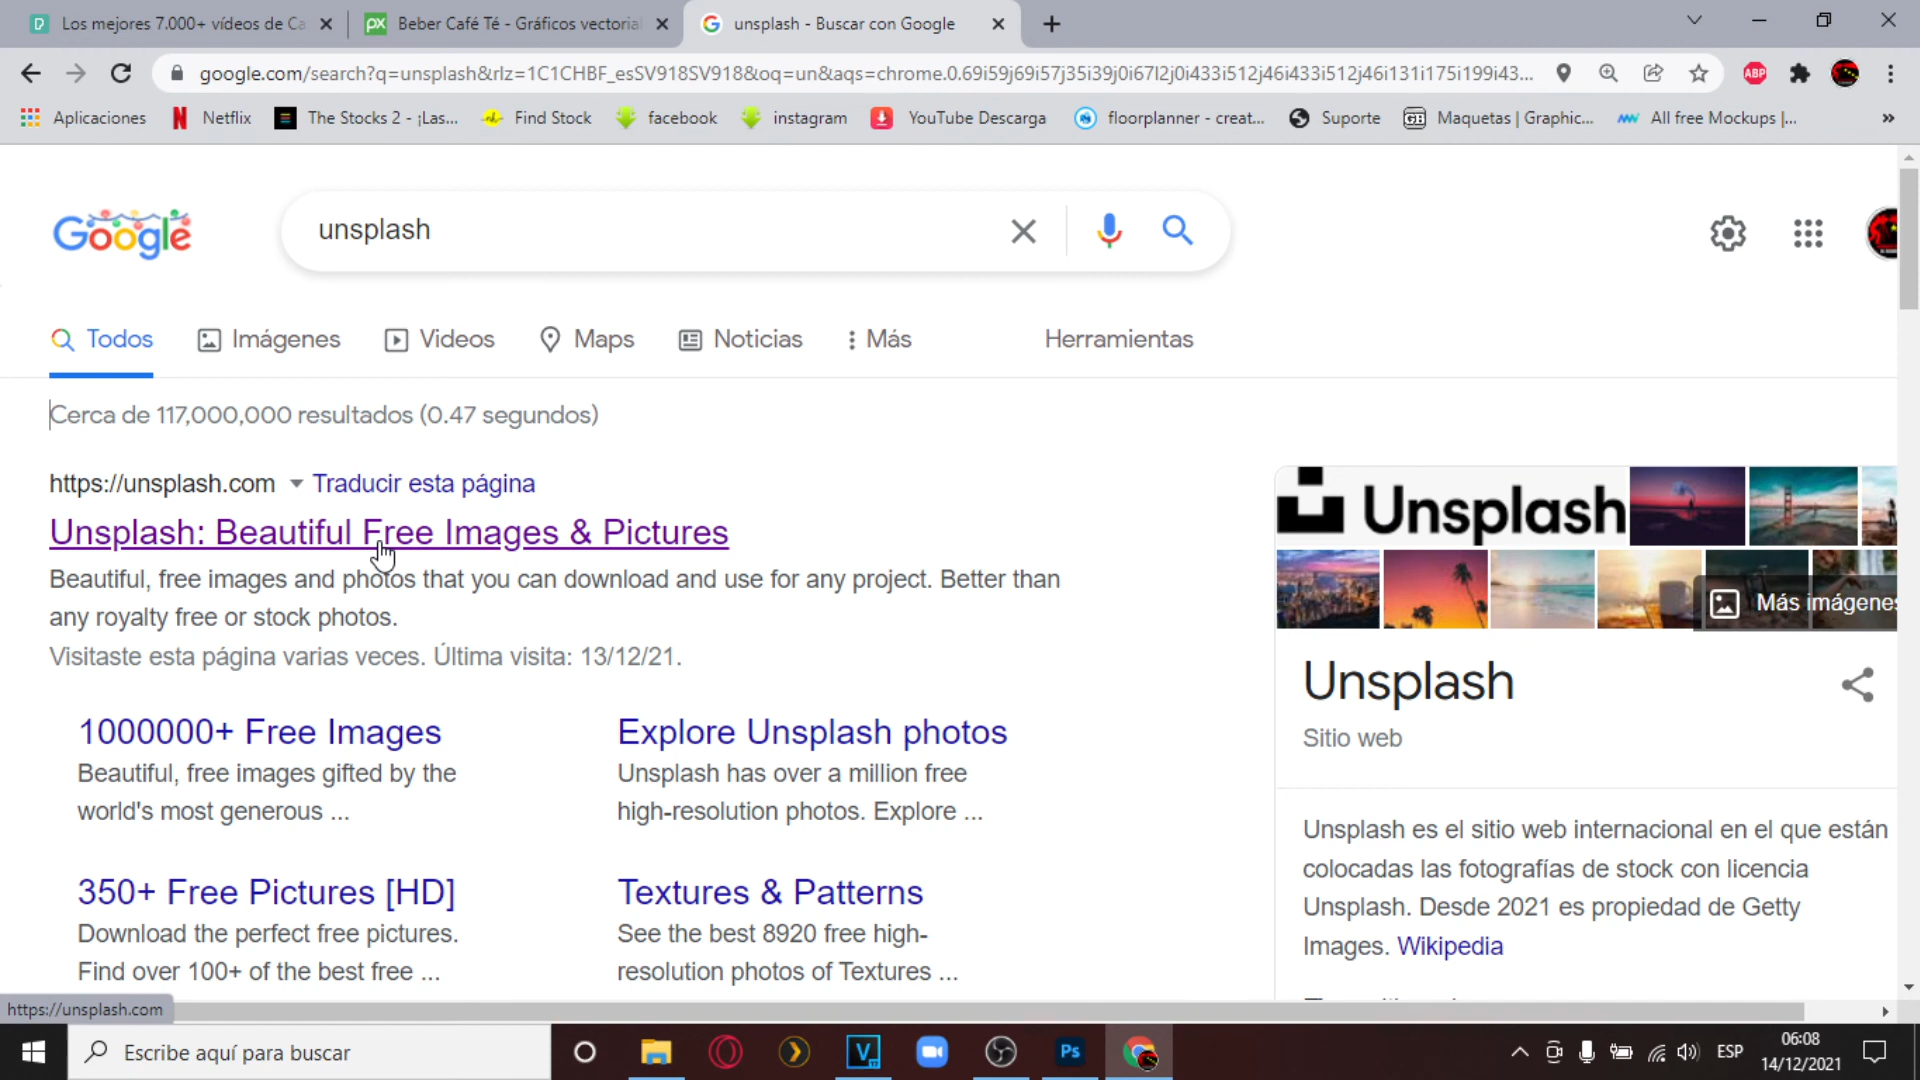 Los mejores 7.000+ vídeos de Ca
Beber Café Té - Gráficos vectorial
unsplash - Buscar con Google
google.com/search?q=unsplash&rlz=1C1CHBF_esSV918SV918&oq=un&aqs=chrome.0.69i59j69i57j35i39j0i67l2j0i433i512j46i433i512j46i131i175i199i43...
ABP
Aplicaciones
Netflix
The Stocks 2 - ¡Las...
Find Stock
facebook
instagram
YouTube Descarga
floorplanner - creat...
Suporte
Maquetas | Graphic...
All free Mockups |...
»
Google
unsplash
Todos
Imágenes
Videos
Maps
Noticias
Más
Herramientas
Cerca de 117,000,000 resultados (0.47 segundos)
https://unsplash.com
Traducir esta página
Unsplash: Beautiful Free Images & Pictures
Beautiful, free images and photos that you can download and use for any project. Better than
any royalty free or stock photos.
Visitaste esta página varias veces. Última visita: 13/12/21.
1000000+ Free Images
Beautiful, free images gifted by the
world's most generous ...
Explore Unsplash photos
Unsplash has over a million free
high-resolution photos. Explore ...
350+ Free Pictures [HD]
Download the perfect free pictures.
Find over 100+ of the best free ...
Textures & Patterns
See the best 8920 free high-
resolution photos of Textures ...
Unsplash
Más imágenes
Unsplash
Sitio web
Unsplash es el sitio web internacional en el que están
colocadas las fotografías de stock con licencia
Unsplash. Desde 2021 es propiedad de Getty
Images. Wikipedia
https://unsplash.com
Escribe aquí para buscar
V
Ps
ESP
06:08
14/12/2021